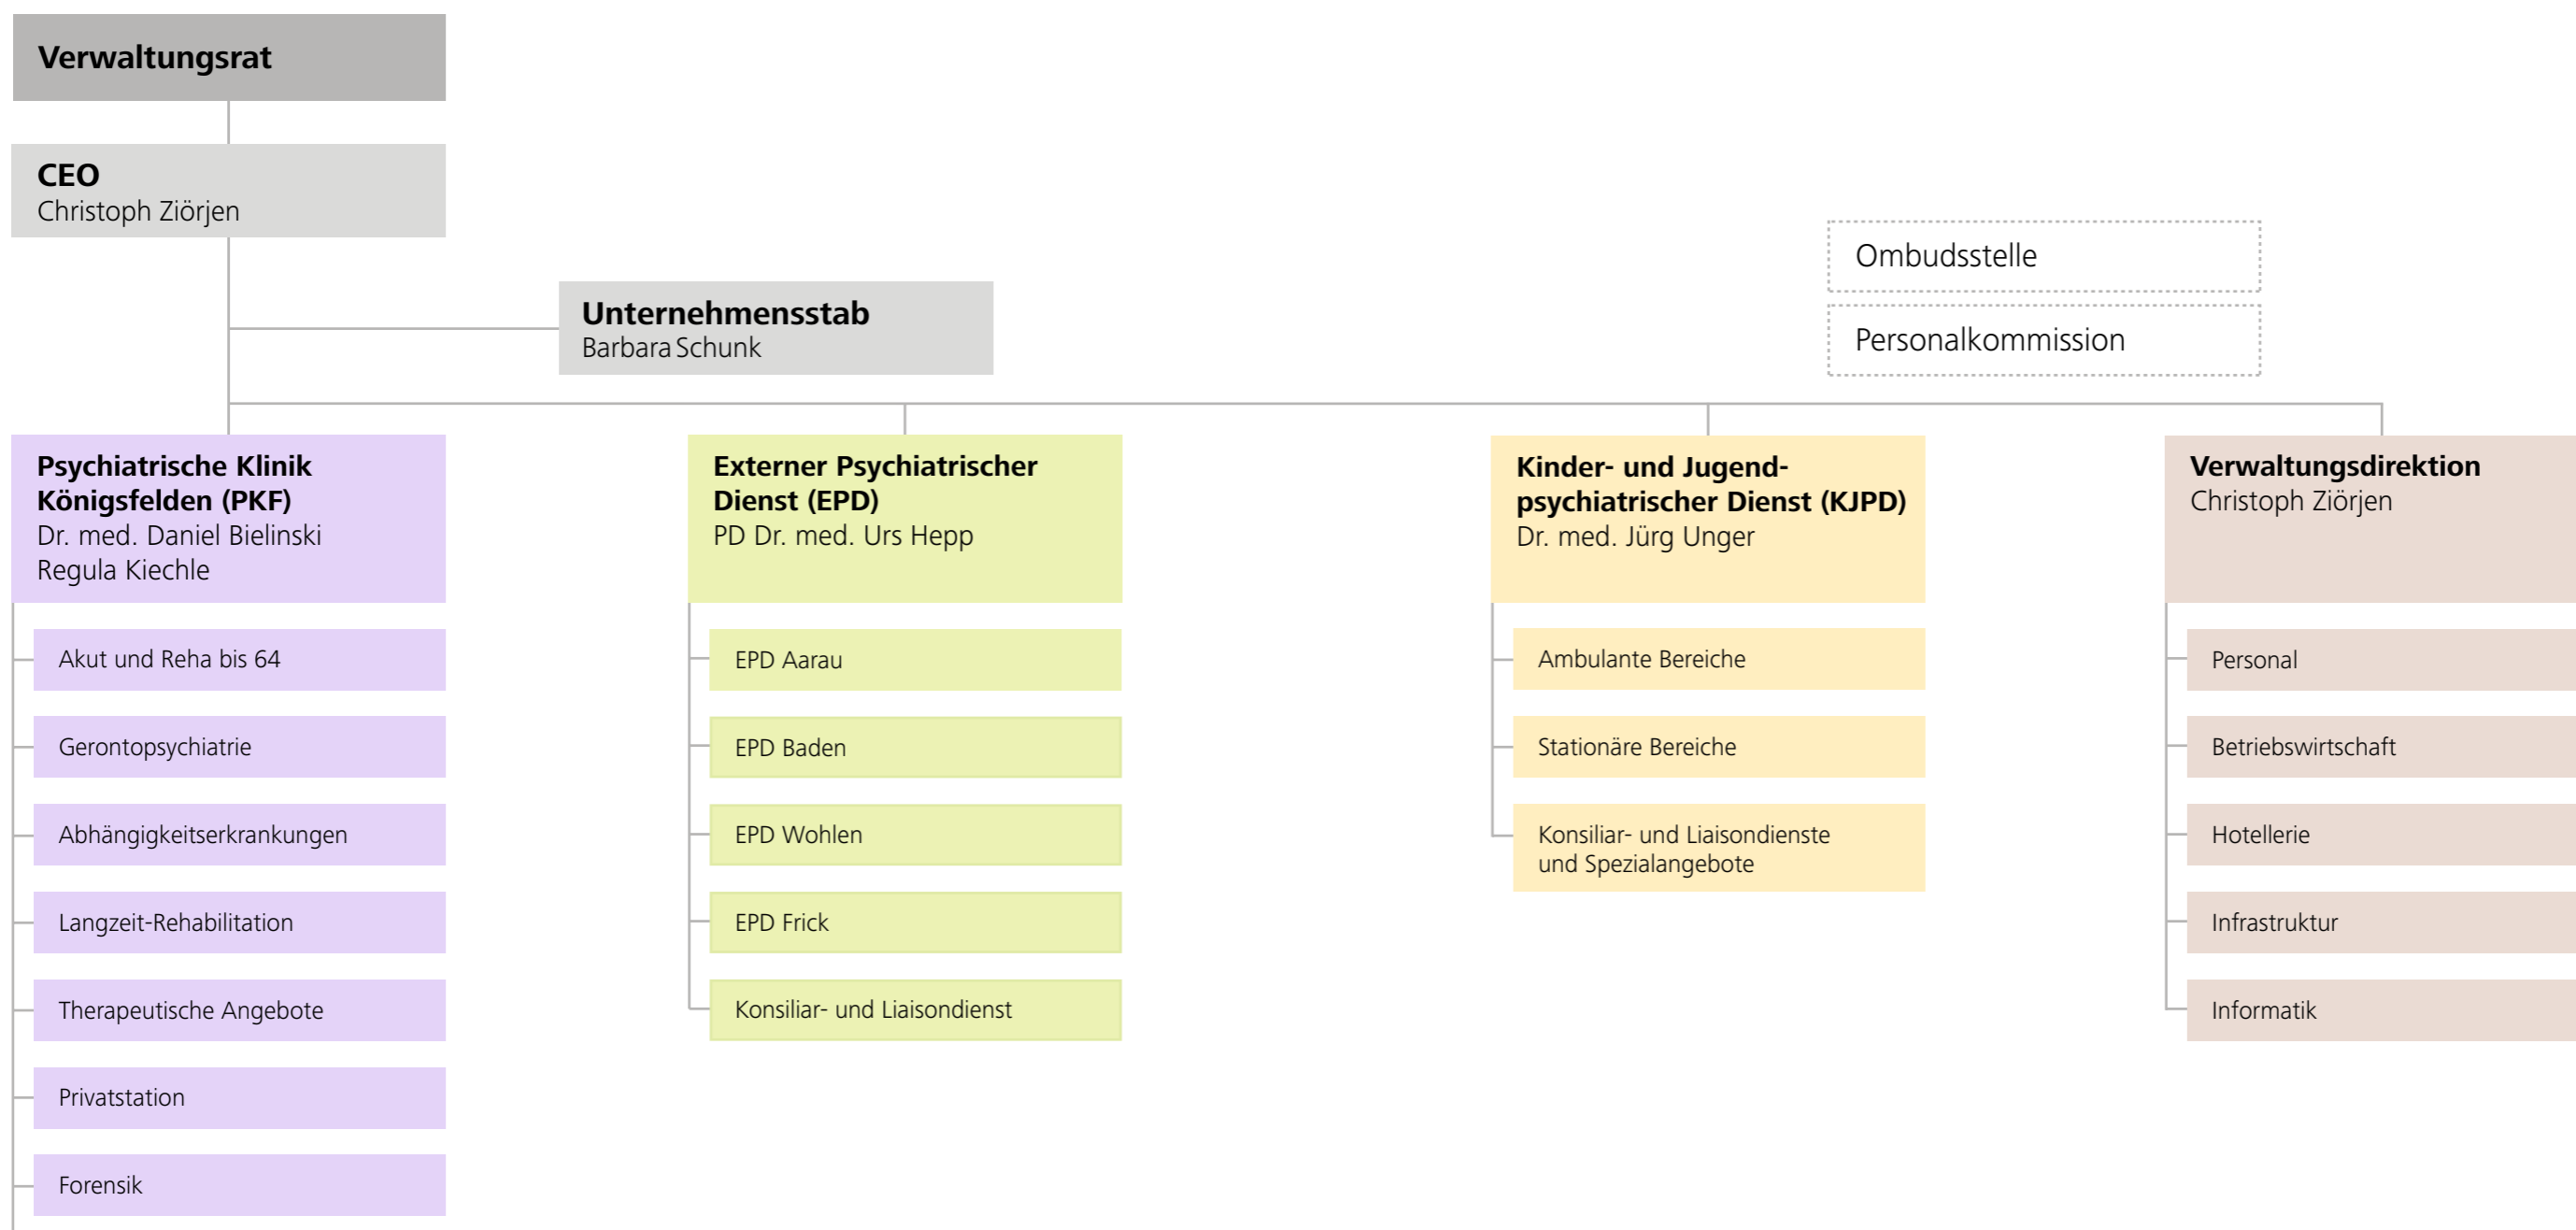 Verwaltungsrat
CEO
Christoph Ziörjen
Ombudsstelle
Unternehmensstab
Barbara Schunk
Personalkommission
Psychiatrische Klinik
Königsfelden (PKF)
Dr. med. Daniel Bielinski
Regula Kiechle
Akut und Reha bis 64
Gerontopsychiatrie
Abhängigkeitserkrankungen
Langzeit-Rehabilitation
Therapeutische Angebote
Privatstation
Forensik
Externer Psychiatrischer
Dienst (EPD)
PD Dr. med. Urs Hepp
EPD Aarau
EPD Baden
EPD Wohlen
EPD Frick
Konsiliar- und Liaisondienst
Kinder- und Jugend-
psychiatrischer Dienst (KJPD)
Dr. med. Jürg Unger
Ambulante Bereiche
Stationäre Bereiche
Konsiliar- und Liaisondienste
und Spezialangebote
Verwaltungsdirektion
Christoph Ziörjen
Personal
Betriebswirtschaft
Hotellerie
Infrastruktur
Informatik